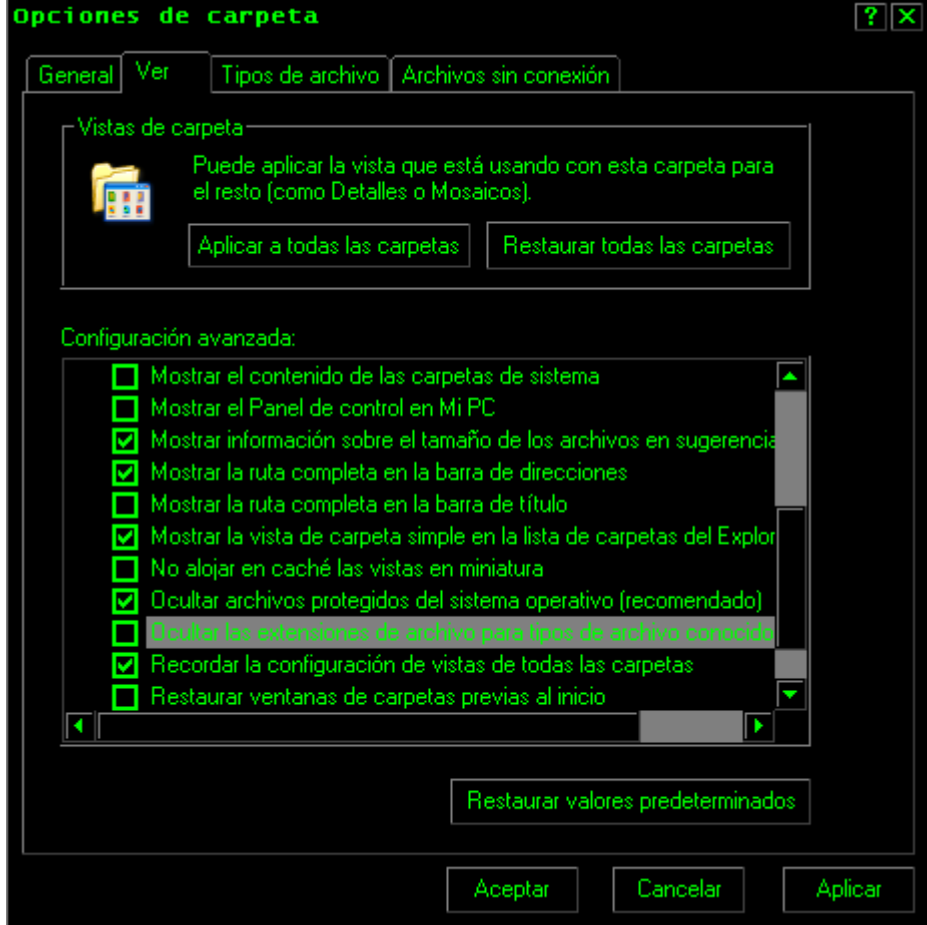 Opciones de carpeta
General Ver Tipos de archivo Archivos sin conexión
Vistas de carpeta
Puede aplicar la vista que está usando con esta carpeta para
el resto (como Detalles o Mosaicos).
Aplicar a todas las carpetas Restaurar todas las carpetas
Configuración avanzada:
Mostrar el contenido de las carpetas de sistema
Mostrar el Panel de control en Mi PC
Mostrar información sobre el tamaño de los archivos en sugerencia
Mostrar la ruta completa en la barra de direcciones
Mostrar la ruta completa en la barra de título
Mostrar la vista de carpeta simple en la lista de carpetas del Explor
No alojar en caché las vistas en miniatura
Ocultar archivos protegidos del sistema operativo (recomendado)
Ocultar las extensiones de archivo para tipos de archivo conocido
Recordar la configuración de vistas de todas las carpetas
Restaurar ventanas de carpetas previas al inicio
Restaurar valores predeterminados
Aceptar Cancelar Aplicar